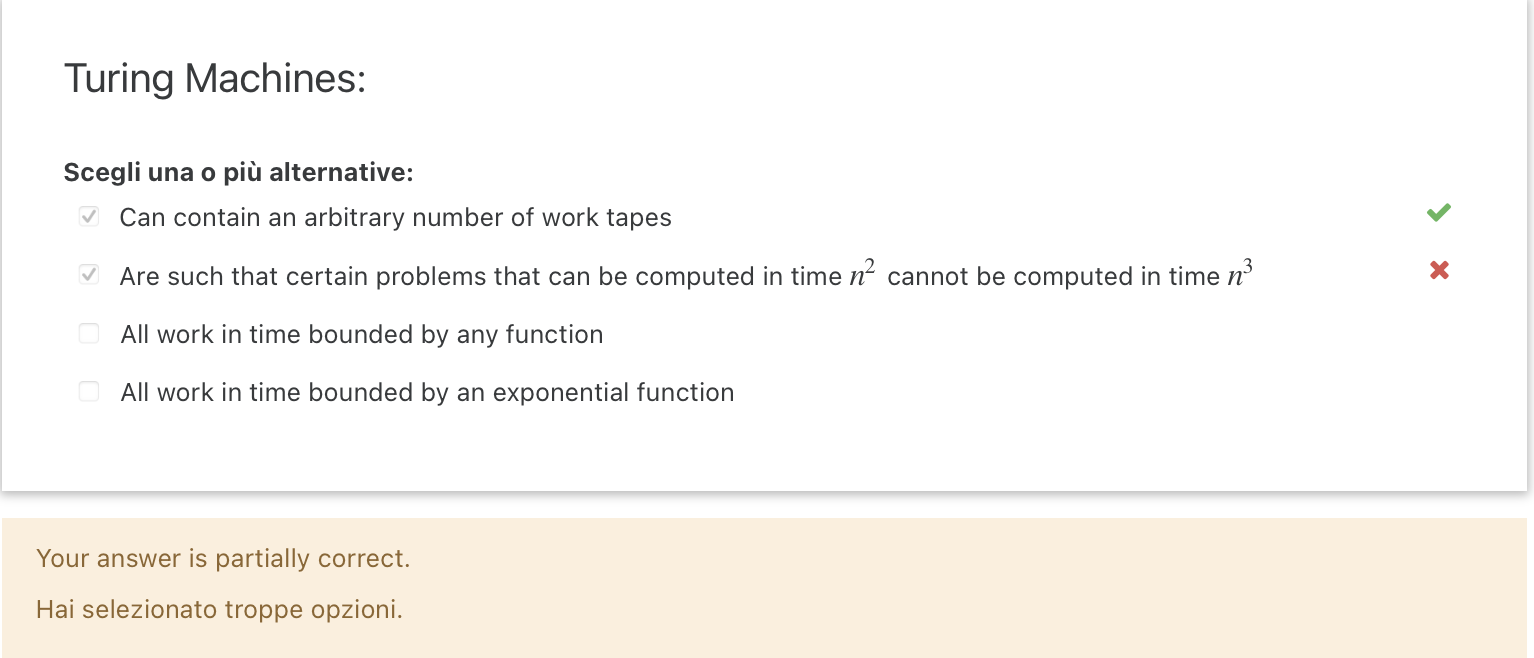 Turing Machines:
Scegli una o più alternative:
Can contain an arbitrary number of work tapes
Are such that certain problems that can be computed in time n² cannot be computed in time n³
All work in time bounded by any function
All work in time bounded by an exponential function
Your answer is partially correct.
Hai selezionato troppe opzioni.